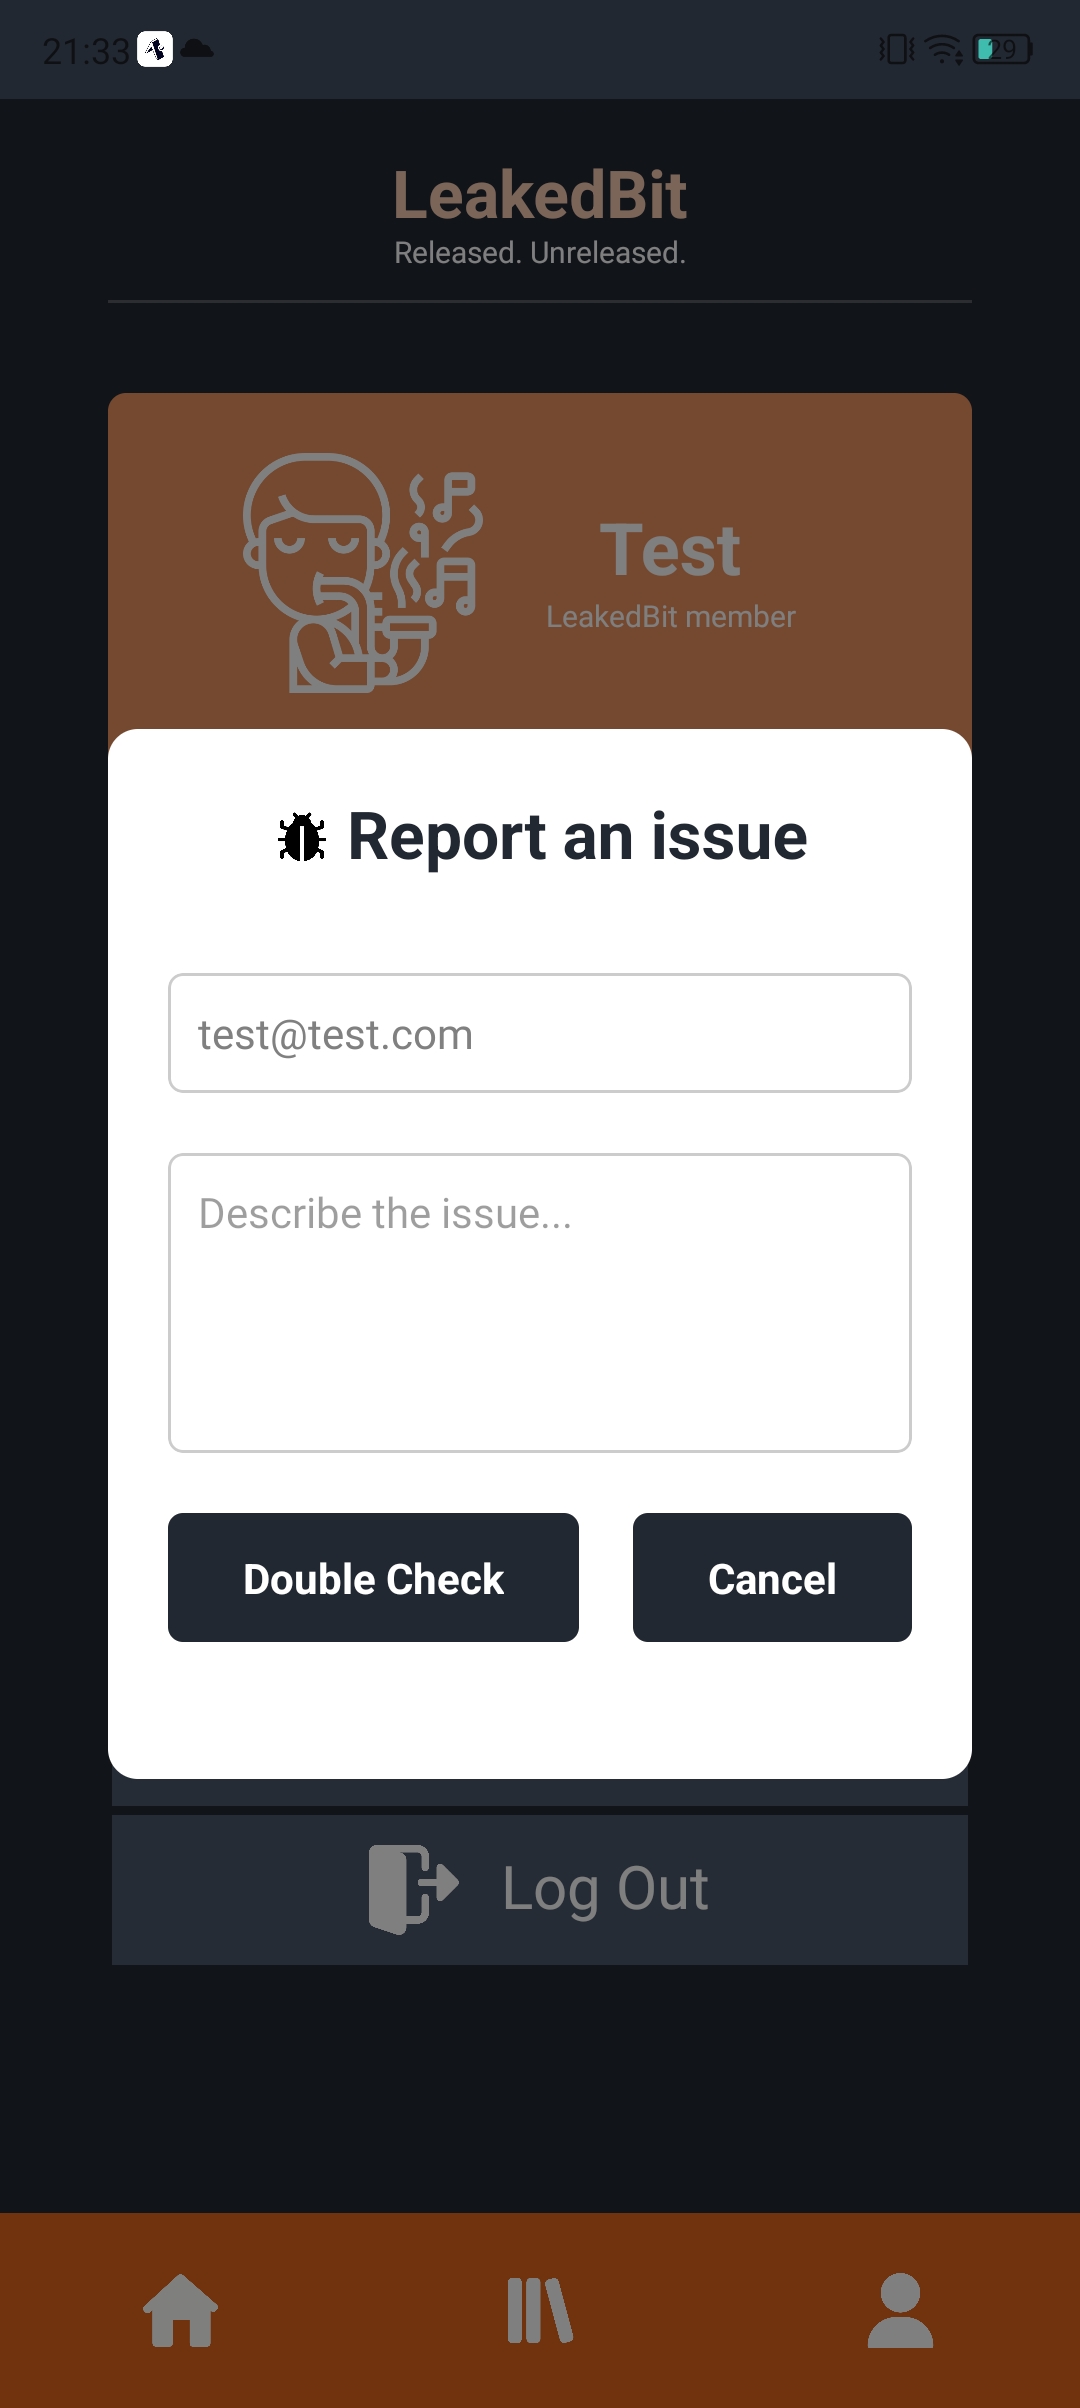 21:33
29
LeakedBit
Released. Unreleased.
Test
LeakedBit member
Report an issue
test@test.com
Describe the issue...
Double Check
Cancel
Log Out